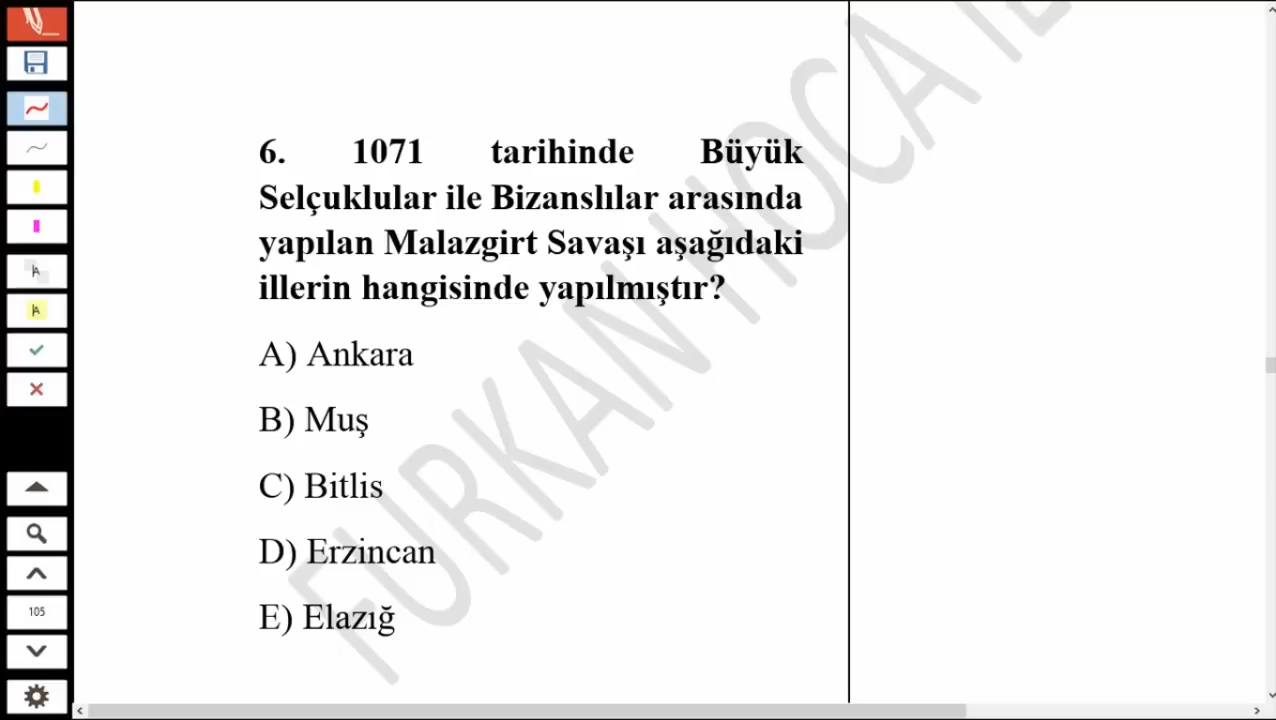 6. 1071 tarihinde Büyük
Selçuklular ile Bizanslılar arasında
yapılan Malazgirt Savaşı aşağıdaki
illerin hangisinde yapılmıştır?
A) Ankara
B) Muş
C) Bitlis
D) Erzincan
E) Elazığ
FURKAN HOCA İL
105